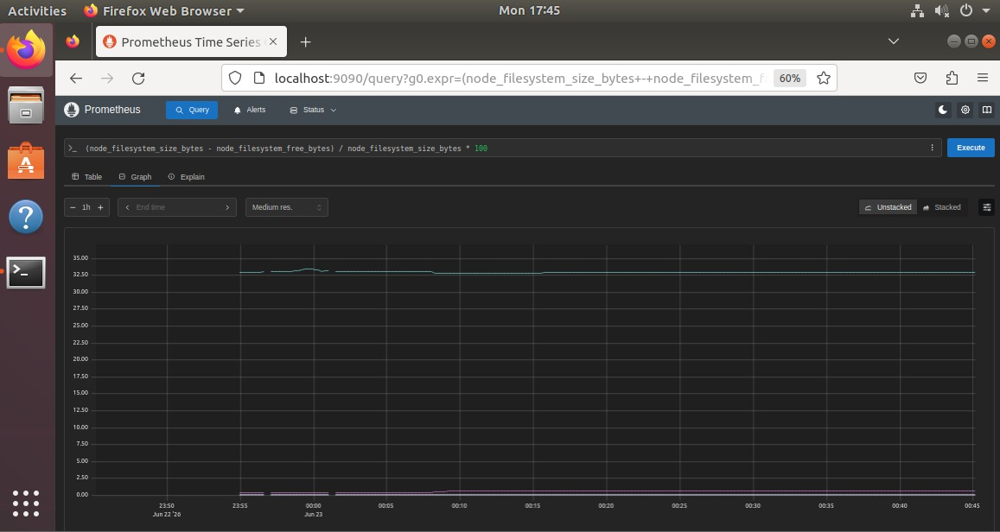 Activities Firefox Web Browser Mon 17:45
Prometheus Time Series
localhost:9090/query?g0.expr=(node_filesystem_size_bytes+-+node_filesystem_f 60%
Prometheus Query Alerts Status
>_ (node_filesystem_size_bytes - node_filesystem_free_bytes) / node_filesystem_size_bytes * 100 Execute
Table Graph Explain
− 1h + End time Medium res. Unstacked Stacked
35.00
32.50
30.00
27.50
25.00
22.50
20.00
17.50
15.00
12.50
10.00
7.50
5.00
2.50
0.00
23:50 23:55 00:00 00:05 00:10 00:15 00:20 00:25 00:30 00:35 00:40 00:45
Jun 22 '26 Jun 23